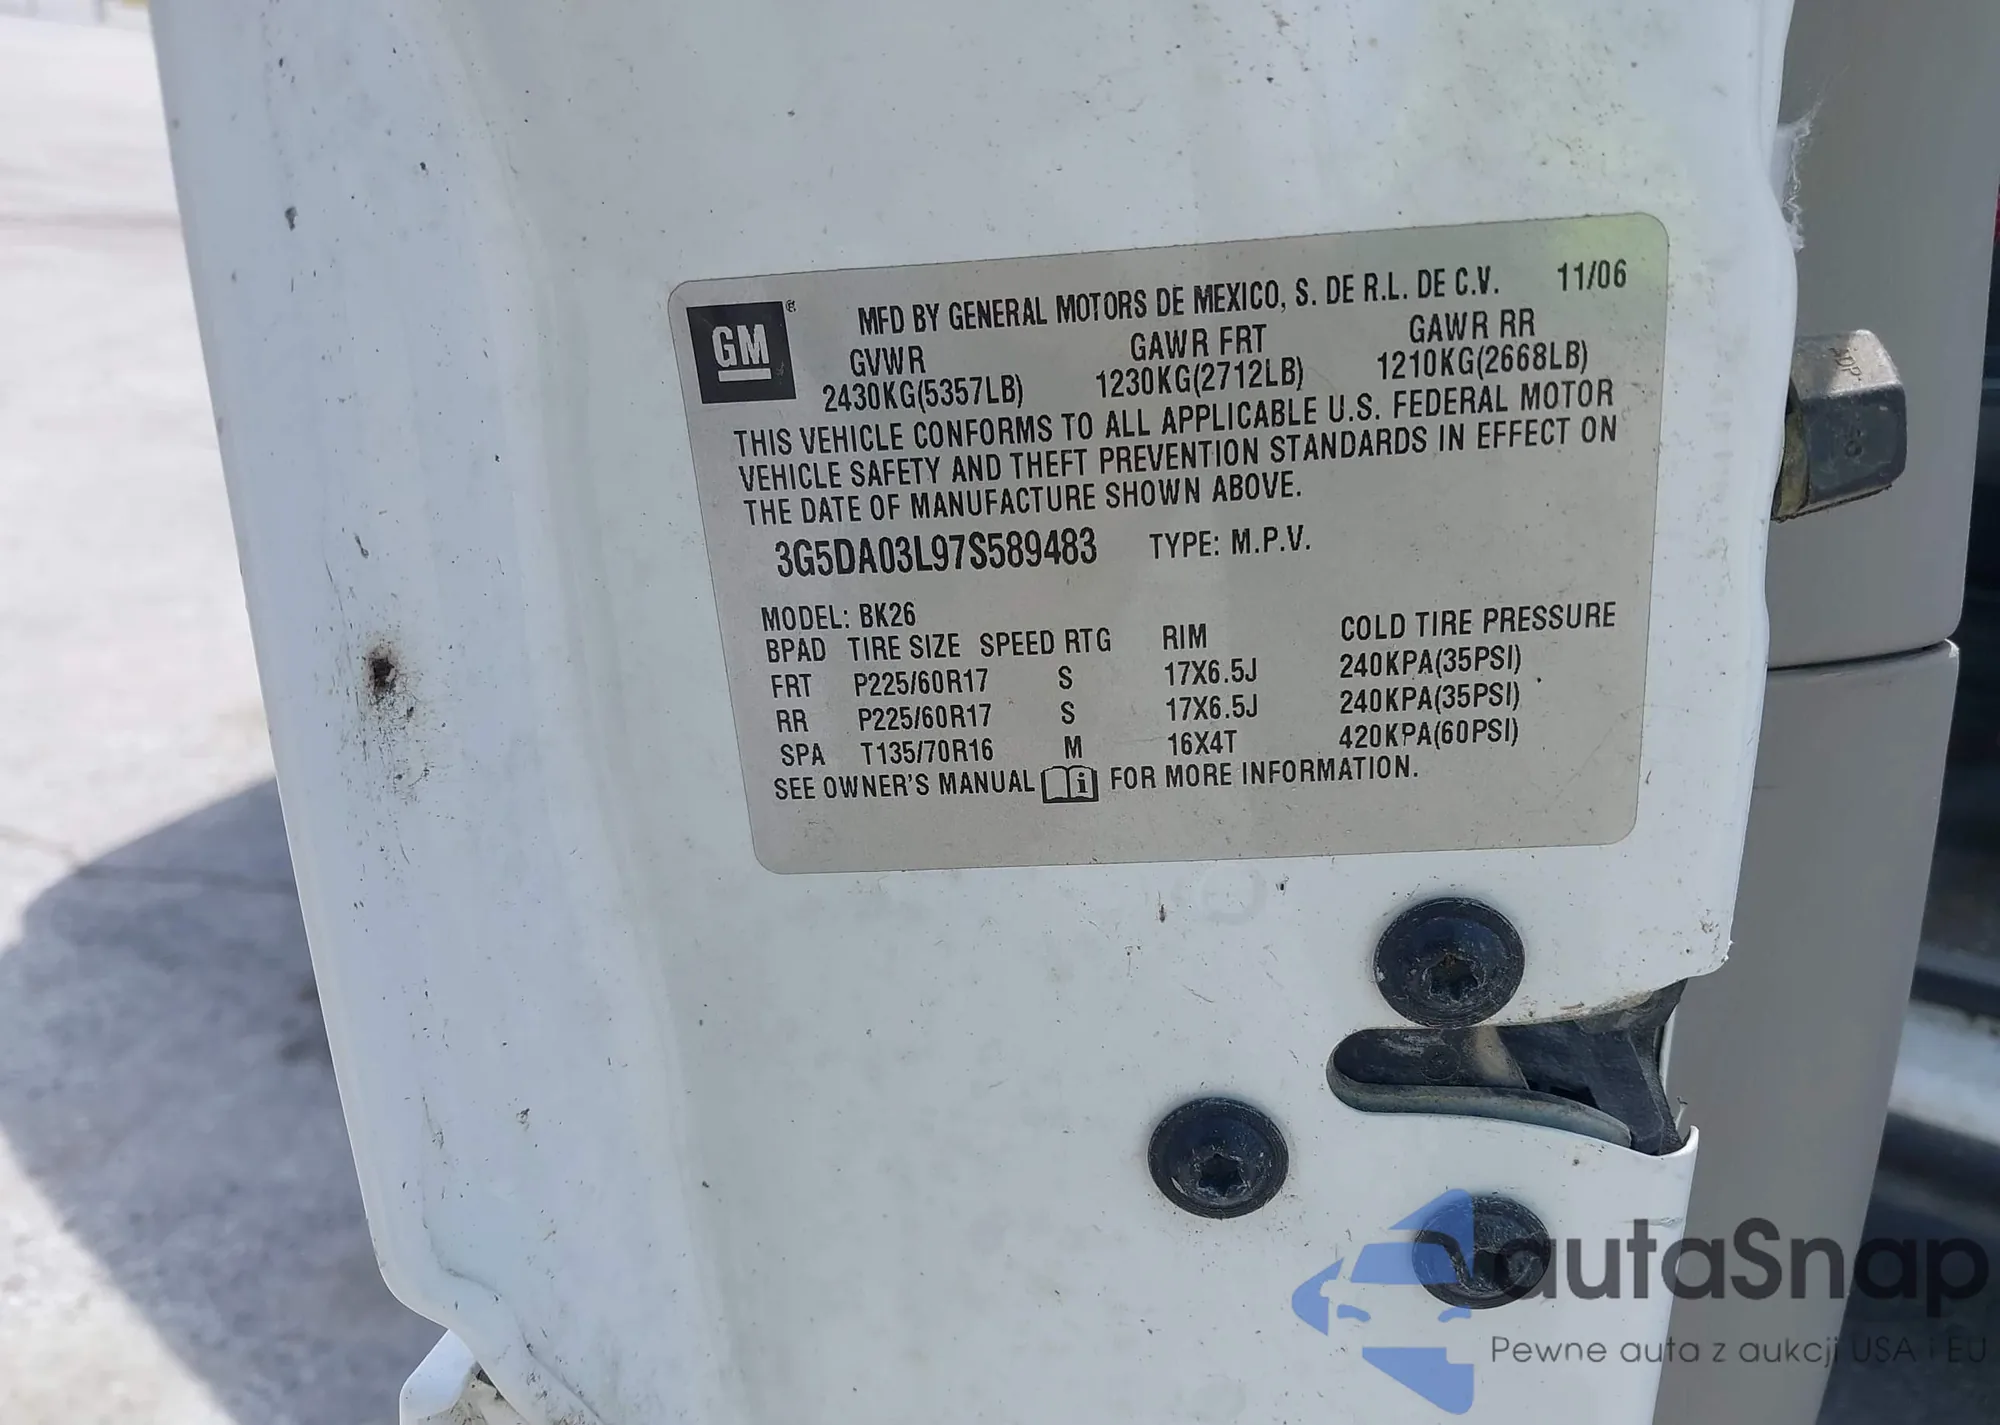 GM ® MFD BY GENERAL MOTORS DE MEXICO, S. DE R.L. DE C.V. 11/06
GVWR GAWR FRT GAWR RR
2430KG(5357LB) 1230KG(2712LB) 1210KG(2668LB)
THIS VEHICLE CONFORMS TO ALL APPLICABLE U.S. FEDERAL MOTOR
VEHICLE SAFETY AND THEFT PREVENTION STANDARDS IN EFFECT ON
THE DATE OF MANUFACTURE SHOWN ABOVE.
3G5DA03L97S589483 TYPE: M.P.V.
MODEL: BK26
BPAD TIRE SIZE SPEED RTG RIM COLD TIRE PRESSURE
FRT P225/60R17 S 17X6.5J 240KPA(35PSI)
RR P225/60R17 S 17X6.5J 240KPA(35PSI)
SPA T135/70R16 M 16X4T 420KPA(60PSI)
SEE OWNER'S MANUAL i FOR MORE INFORMATION.
autaSnap
Pewne auta z aukcji USA i EU